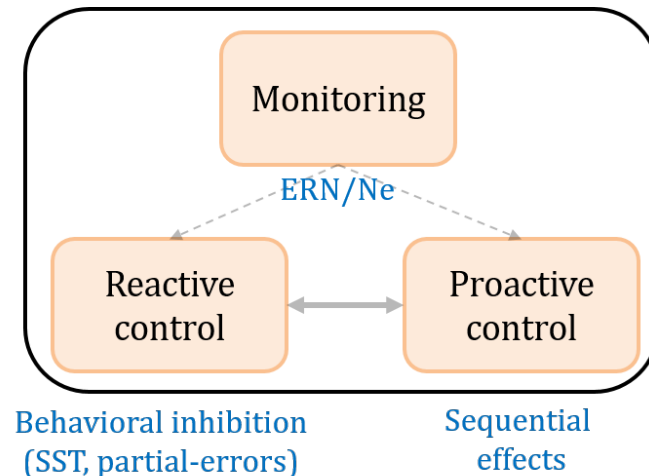 Monitoring
ERN/Ne
Reactive
control
Proactive
control
Behavioral inhibition
(SST, partial-errors)
Sequential
effects